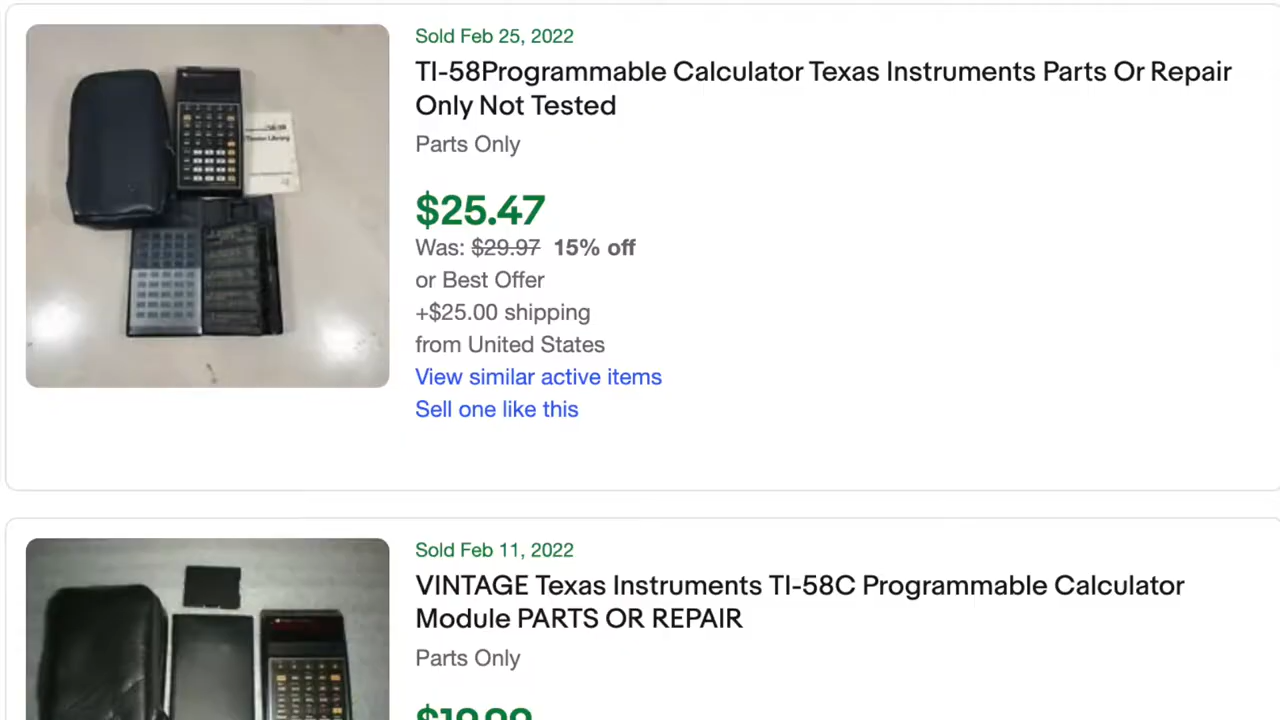 Sold Feb 25, 2022
TI-58Programmable Calculator Texas Instruments Parts Or Repair
Only Not Tested
Parts Only
$25.47
Was: $29.97 15% off
or Best Offer
+$25.00 shipping
from United States
View similar active items
Sell one like this
Sold Feb 11, 2022
VINTAGE Texas Instruments TI-58C Programmable Calculator
Module PARTS OR REPAIR
Parts Only